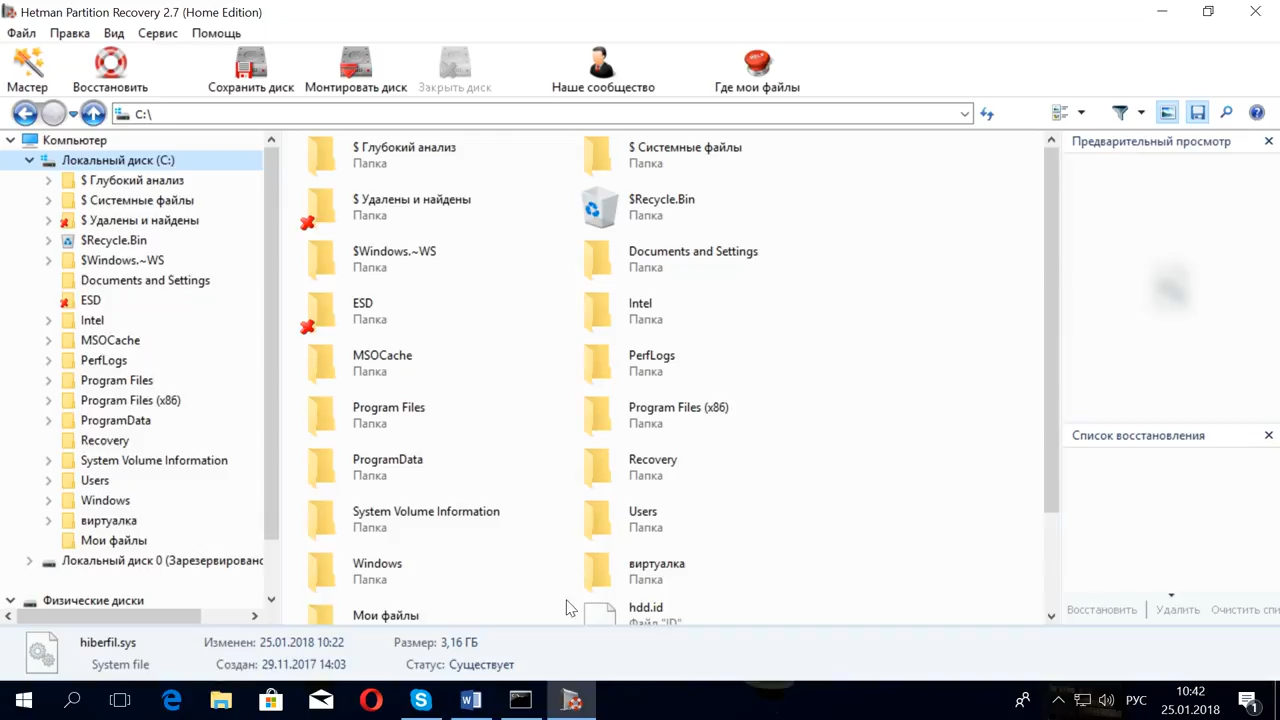 Hetman Partition Recovery 2.7 (Home Edition)
Файл Правка Вид Сервис Помощь
Мастер Восстановить Сохранить диск Монтировать диск Закрыть диск Наше сообщество Где мои файлы
HELP
C:\
Компьютер
Локальный диск (C:)
$ Глубокий анализ
$ Системные файлы
$ Удалены и найдены
$Recycle.Bin
$Windows.~WS
Documents and Settings
ESD
Intel
MSOCache
PerfLogs
Program Files
Program Files (x86)
ProgramData
Recovery
System Volume Information
Users
Windows
виртуалка
Мои файлы
Локальный диск 0 (Зарезервировано
Физические диски
$ Глубокий анализ
Папка
$ Системные файлы
Папка
$ Удалены и найдены
Папка
$Recycle.Bin
Папка
$Windows.~WS
Папка
Documents and Settings
Папка
ESD
Папка
Intel
Папка
MSOCache
Папка
PerfLogs
Папка
Program Files
Папка
Program Files (x86)
Папка
ProgramData
Папка
Recovery
Папка
System Volume Information
Папка
Users
Папка
Windows
Папка
виртуалка
Папка
Мои файлы
hdd.id
Файл "ID"
Предварительный просмотр
Список восстановления
Восстановить Удалить Очистить спи
hiberfil.sys
System file
Изменен: 25.01.2018 10:22
Создан: 29.11.2017 14:03
Размер: 3,16 ГБ
Статус: Существует
РУС
10:42
25.01.2018
1